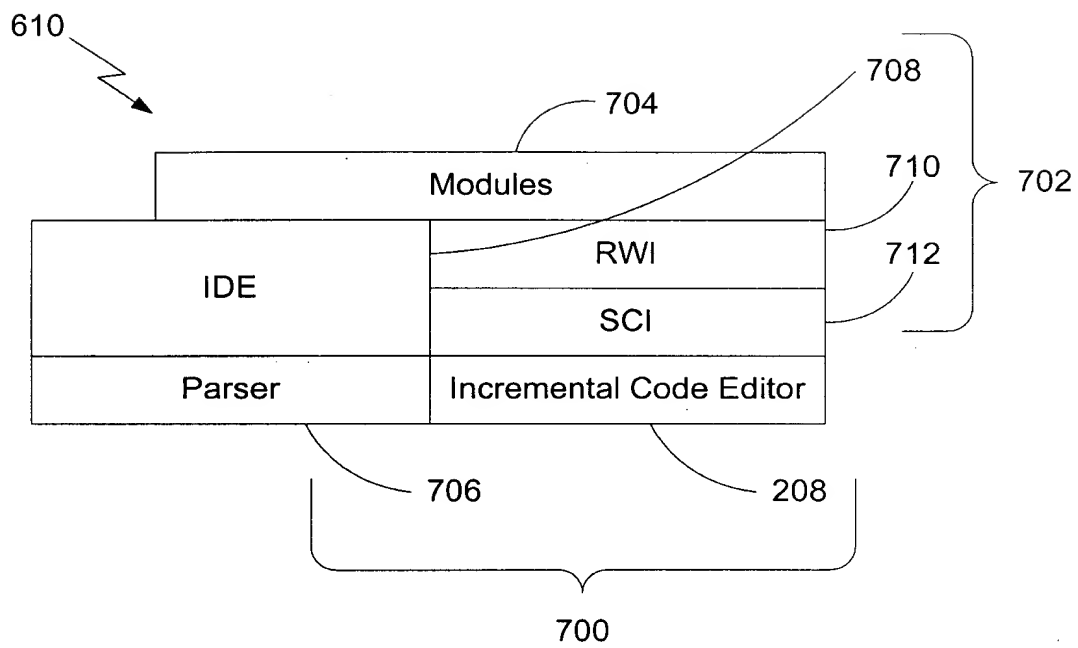 610
708
704
Modules
710
702
RWI
712
IDE
SCI
Parser
Incremental Code Editor
706
208
700